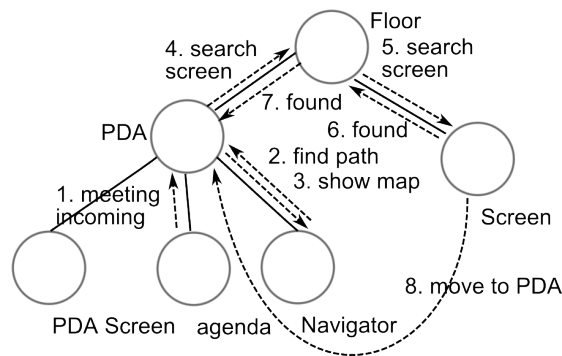 Floor
4. search
screen
5. search
screen
7. found
6. found
PDA
2. find path
3. show map
1. meeting
incoming
Screen
8. move to PDA
PDA Screen
agenda
Navigator